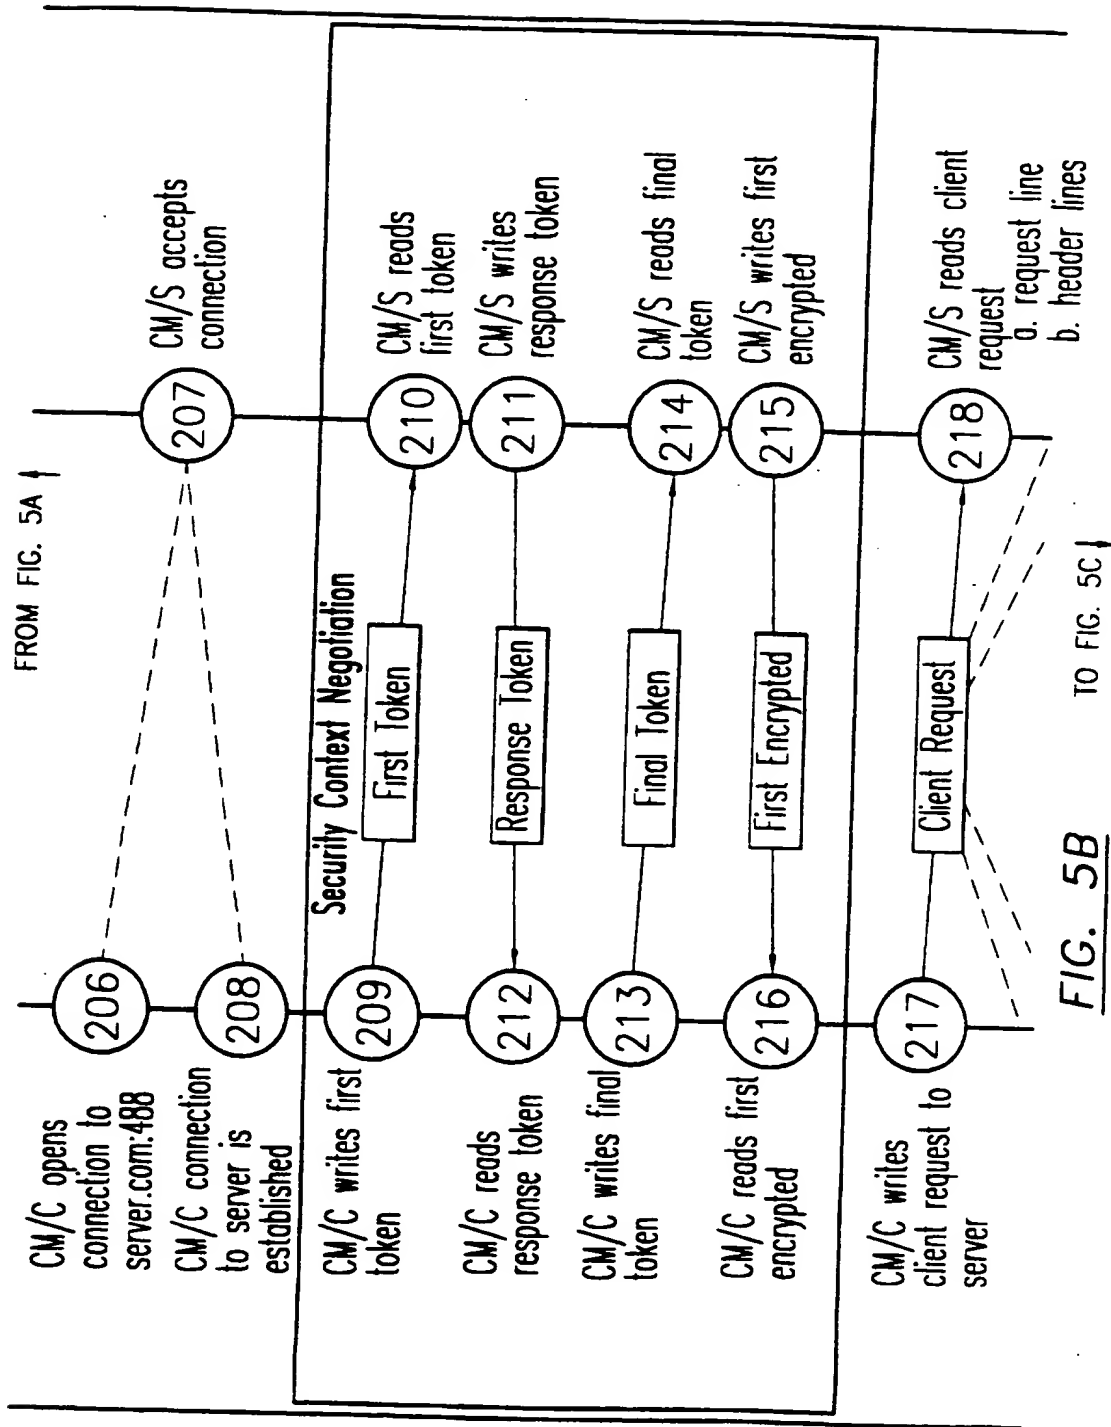 FROM FIG. 5A
CM/C opens
connection to
server.com:488
206
207
CM/S accepts
connection
CM/C connection
to server is
established
208
Security Context Negotiation
CM/C writes first
token
209
First Token
210
CM/S reads
first token
CM/C reads
response token
212
Response Token
211
CM/S writes
response token
CM/C writes final
token
213
Final Token
214
CM/S reads final
token
CM/C reads first
encrypted
216
First Encrypted
215
CM/S writes first
encrypted
CM/C writes
client request to
server
217
Client Request
218
CM/S reads client
request
a. request line
b. header lines
FIG. 5B
TO FIG. 5C